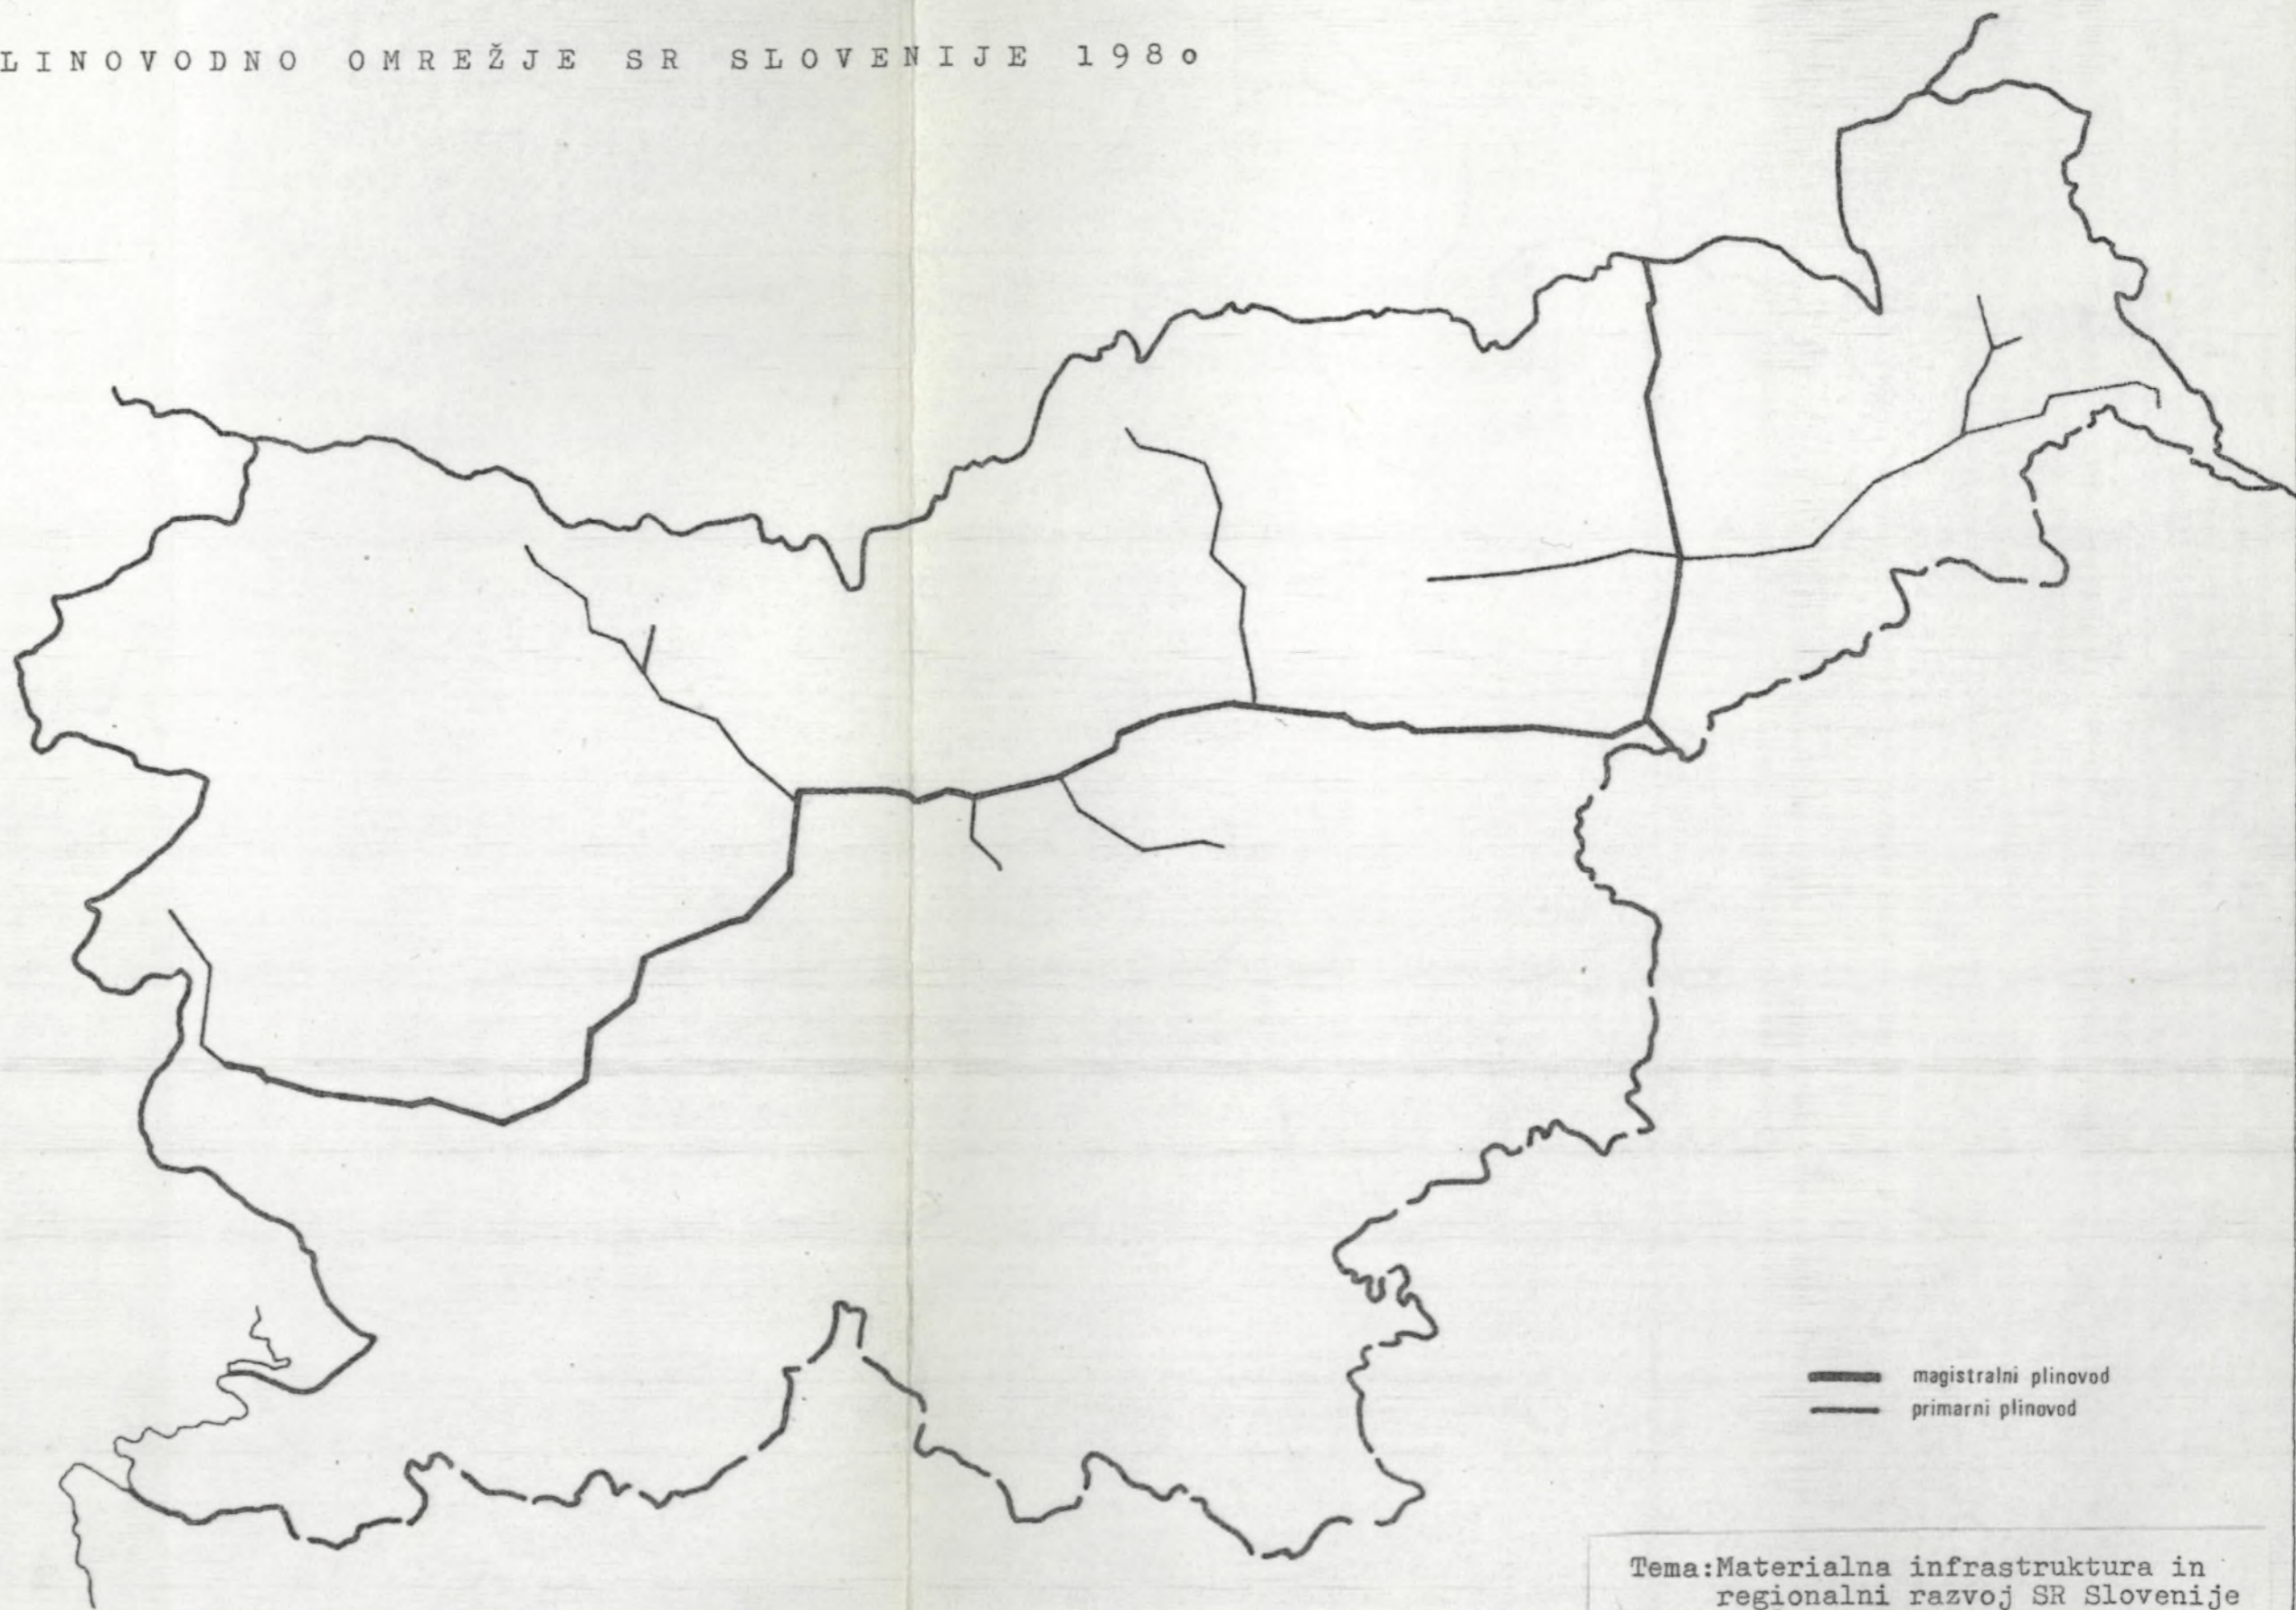 LINOVODNO OMREŽJE SR SLOVENIJE 198o
magistralni plinovod
primarni plinovod
Tema:Materialna infrastruktura in
regionalni razvoj SR Slovenije